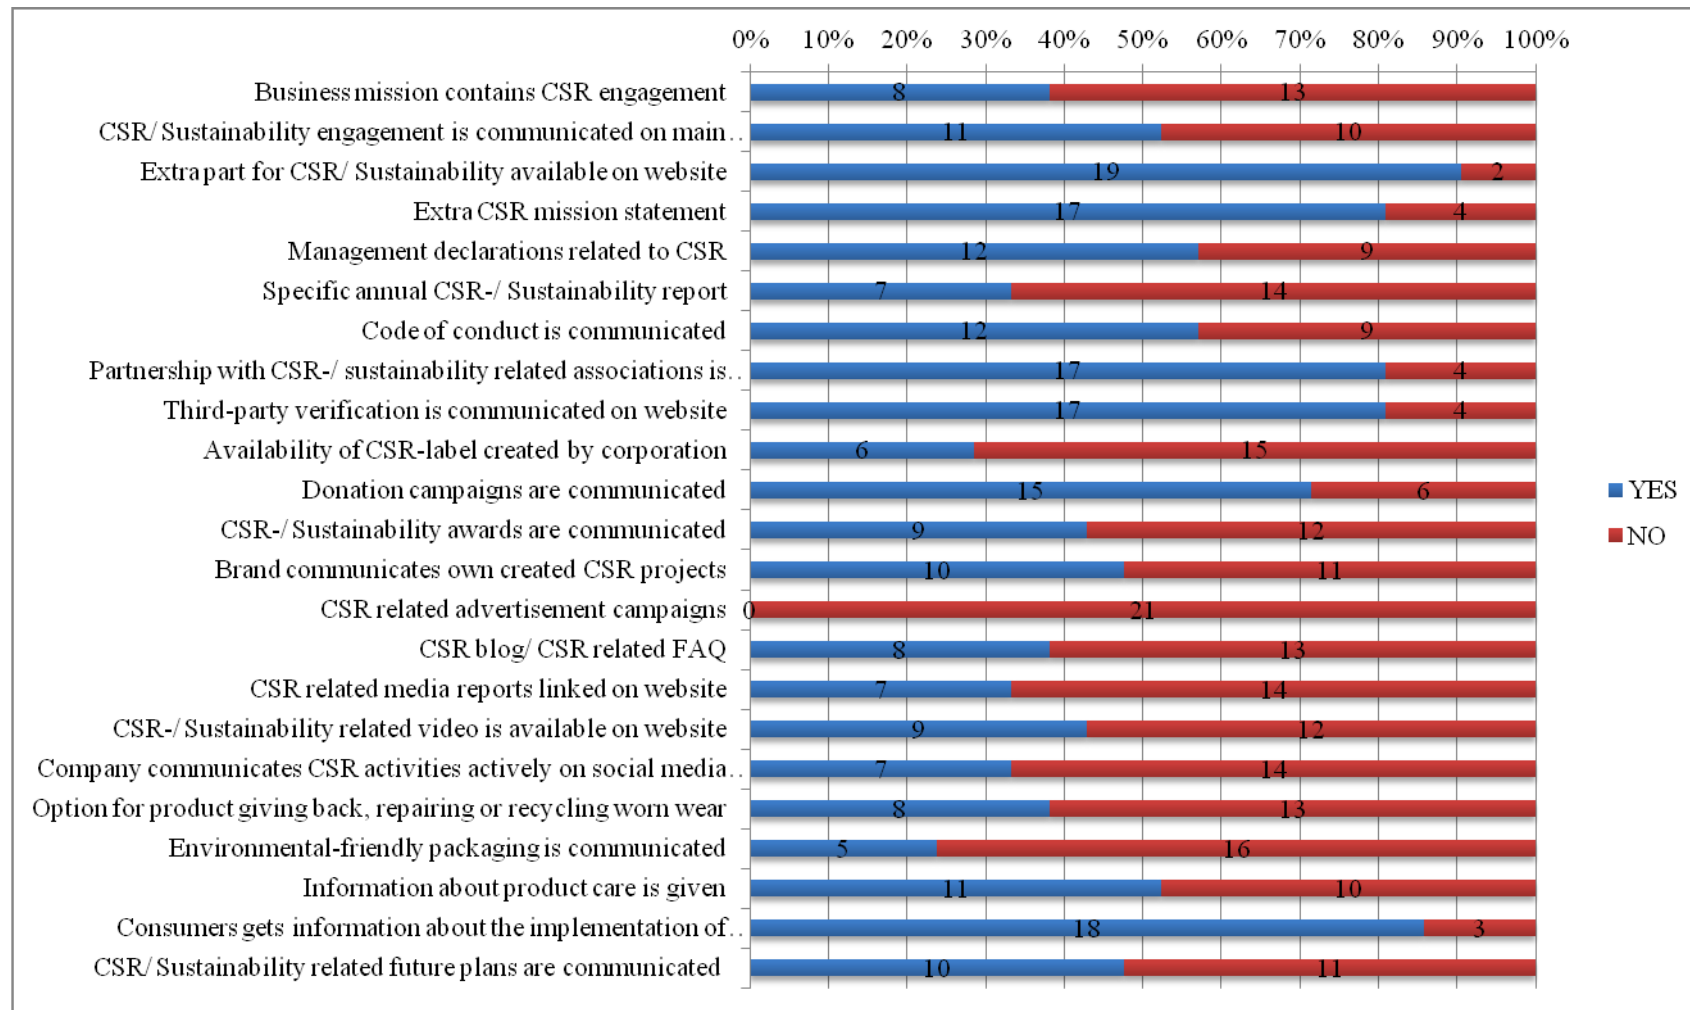 0% 10% 20% 30% 40% 50% 60% 70% 80% 90% 100%
Business mission contains CSR engagement 8 13
CSR/ Sustainability engagement is communicated on main.. 11 10
Extra part for CSR/ Sustainability available on website 19 2
Extra CSR mission statement 17 4
Management declarations related to CSR 12 9
Specific annual CSR-/ Sustainability report 7 14
Code of conduct is communicated 12 9
Partnership with CSR-/ sustainability related associations is.. 17 4
Third-party verification is communicated on website 17 4
Availability of CSR-label created by corporation 6 15
Donation campaigns are communicated 15 6
YES
CSR-/ Sustainability awards are communicated 9 12
NO
Brand communicates own created CSR projects 10 11
CSR related advertisement campaigns 0 21
CSR blog/ CSR related FAQ 8 13
CSR related media reports linked on website 7 14
CSR-/ Sustainability related video is available on website 9 12
Company communicates CSR activities actively on social media.. 7 14
Option for product giving back, repairing or recycling worn wear 8 13
Environmental-friendly packaging is communicated 5 16
Information about product care is given 11 10
Consumers gets information about the implementation of.. 18 3
CSR/ Sustainability related future plans are communicated 10 11